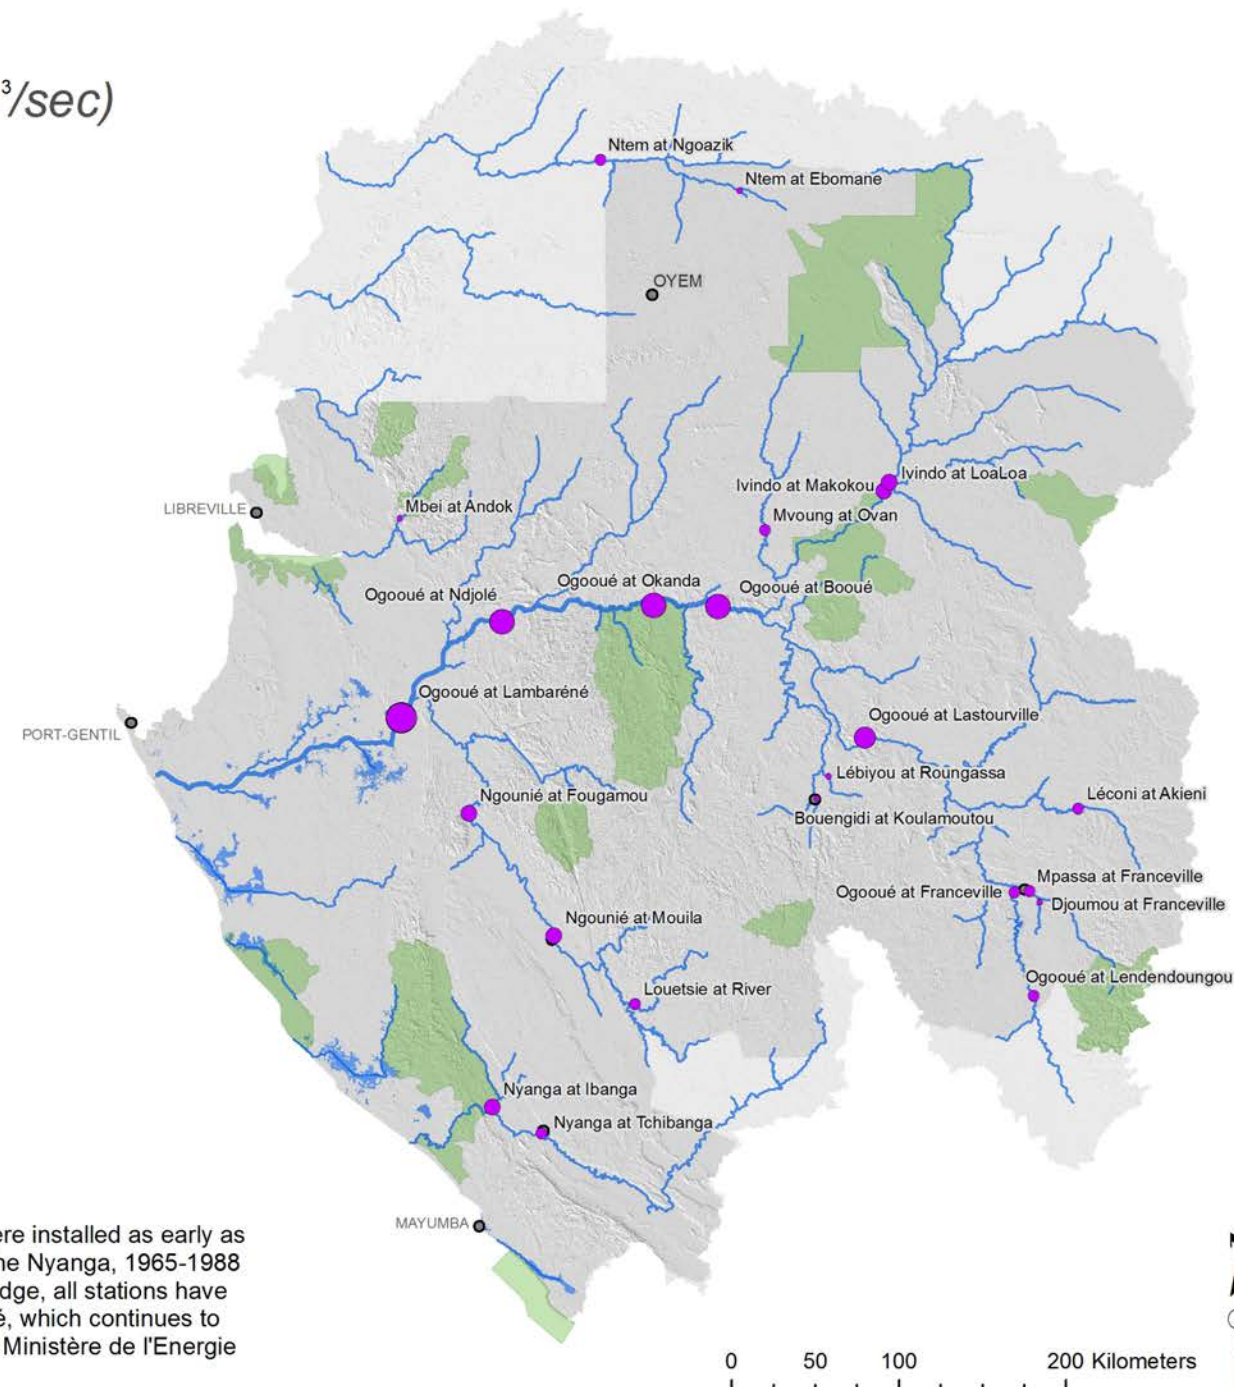 ³/sec)
Ntem at Ngoazik
Ntem at Ebomane
OYEM
Ivindo at LoaLoa
Ivindo at Makokou
Mbei at Andok
LIBREVILLE
Mvoung at Ovan
Ogooué at Okanda
Ogooué at Booué
Ogooué at Ndjolé
Ogooué at Lambaréné
Ogooué at Lastourville
PORT-GENTIL
Lébiyou at Roungassa
Ngounié at Fougamou
Léconi at Akieni
Bouengidi at Koulamoutou
Mpassa at Franceville
Ogooué at Franceville
Djoumou at Franceville
Ngounié at Mouila
Ogooué at Lendendoungou
Louetsie at River
Nyanga at Ibanga
Nyanga at Tchibanga
MAYUMBA
ere installed as early as
he Nyanga, 1965-1988
dge, all stations have
é, which continues to
Ministère de l'Energie
0 50 100 200 Kilometers